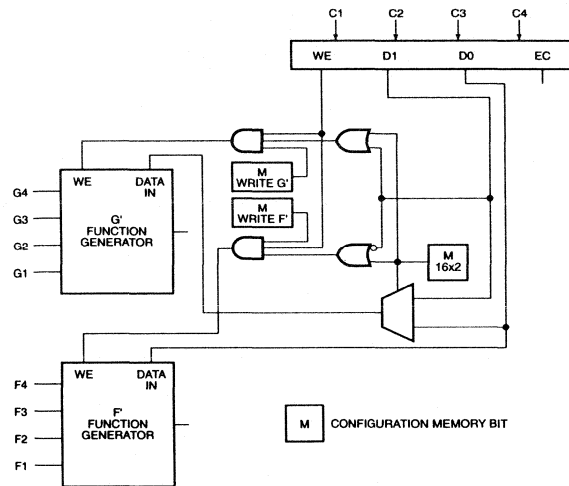 C1 C2 C3 C4
WE D1 D0 EC
M
WRITE G'
M
WRITE F'
WE DATA
IN
G4
G3
G2
G1
G'
FUNCTION
GENERATOR
M
16x2
WE DATA
IN
F4
F3
F2
F1
F'
FUNCTION
GENERATOR
M CONFIGURATION MEMORY BIT